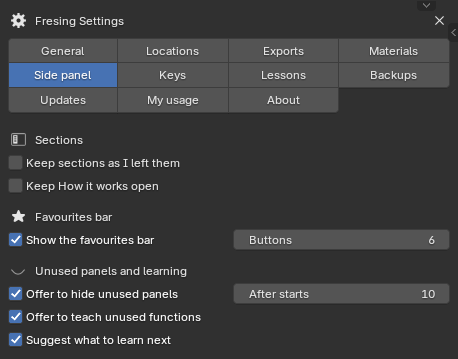 Fresing Settings
General Locations Exports Materials
Side panel Keys Lessons Backups
Updates My usage About
Sections
Keep sections as I left them
Keep How it works open
Favourites bar
Show the favourites bar Buttons 6
Unused panels and learning
Offer to hide unused panels After starts 10
Offer to teach unused functions
Suggest what to learn next